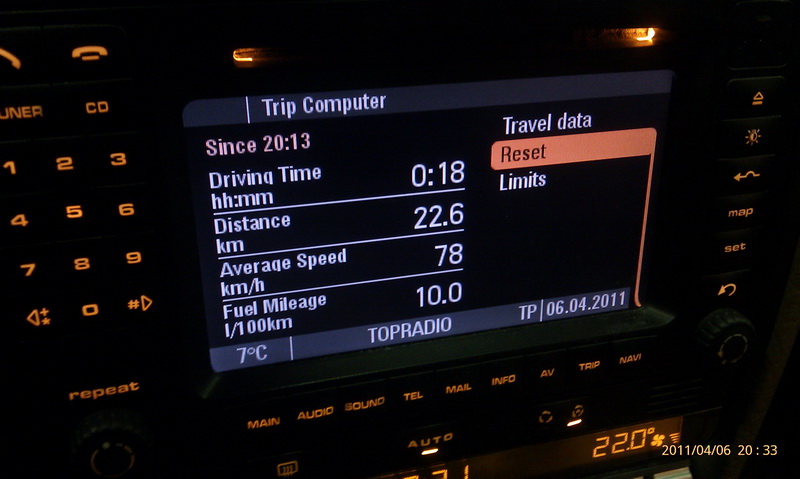 Trip Computer
Since 20:13
Travel data
Reset
Limits
Driving Time 0:18
hh:mm
Distance 22.6
km
Average Speed 78
km/h
Fuel Mileage 10.0
l/100km
7°C TOPRADIO TP 06.04.2011
UNER CD
1 2 3
4 5 6
7 8 9
* 0 #
repeat
map
set
MAIN AUDIO SOUND TEL MAIL INFO AV TRIP NAVI
AUTO
22.0°
2011/04/06 20:33